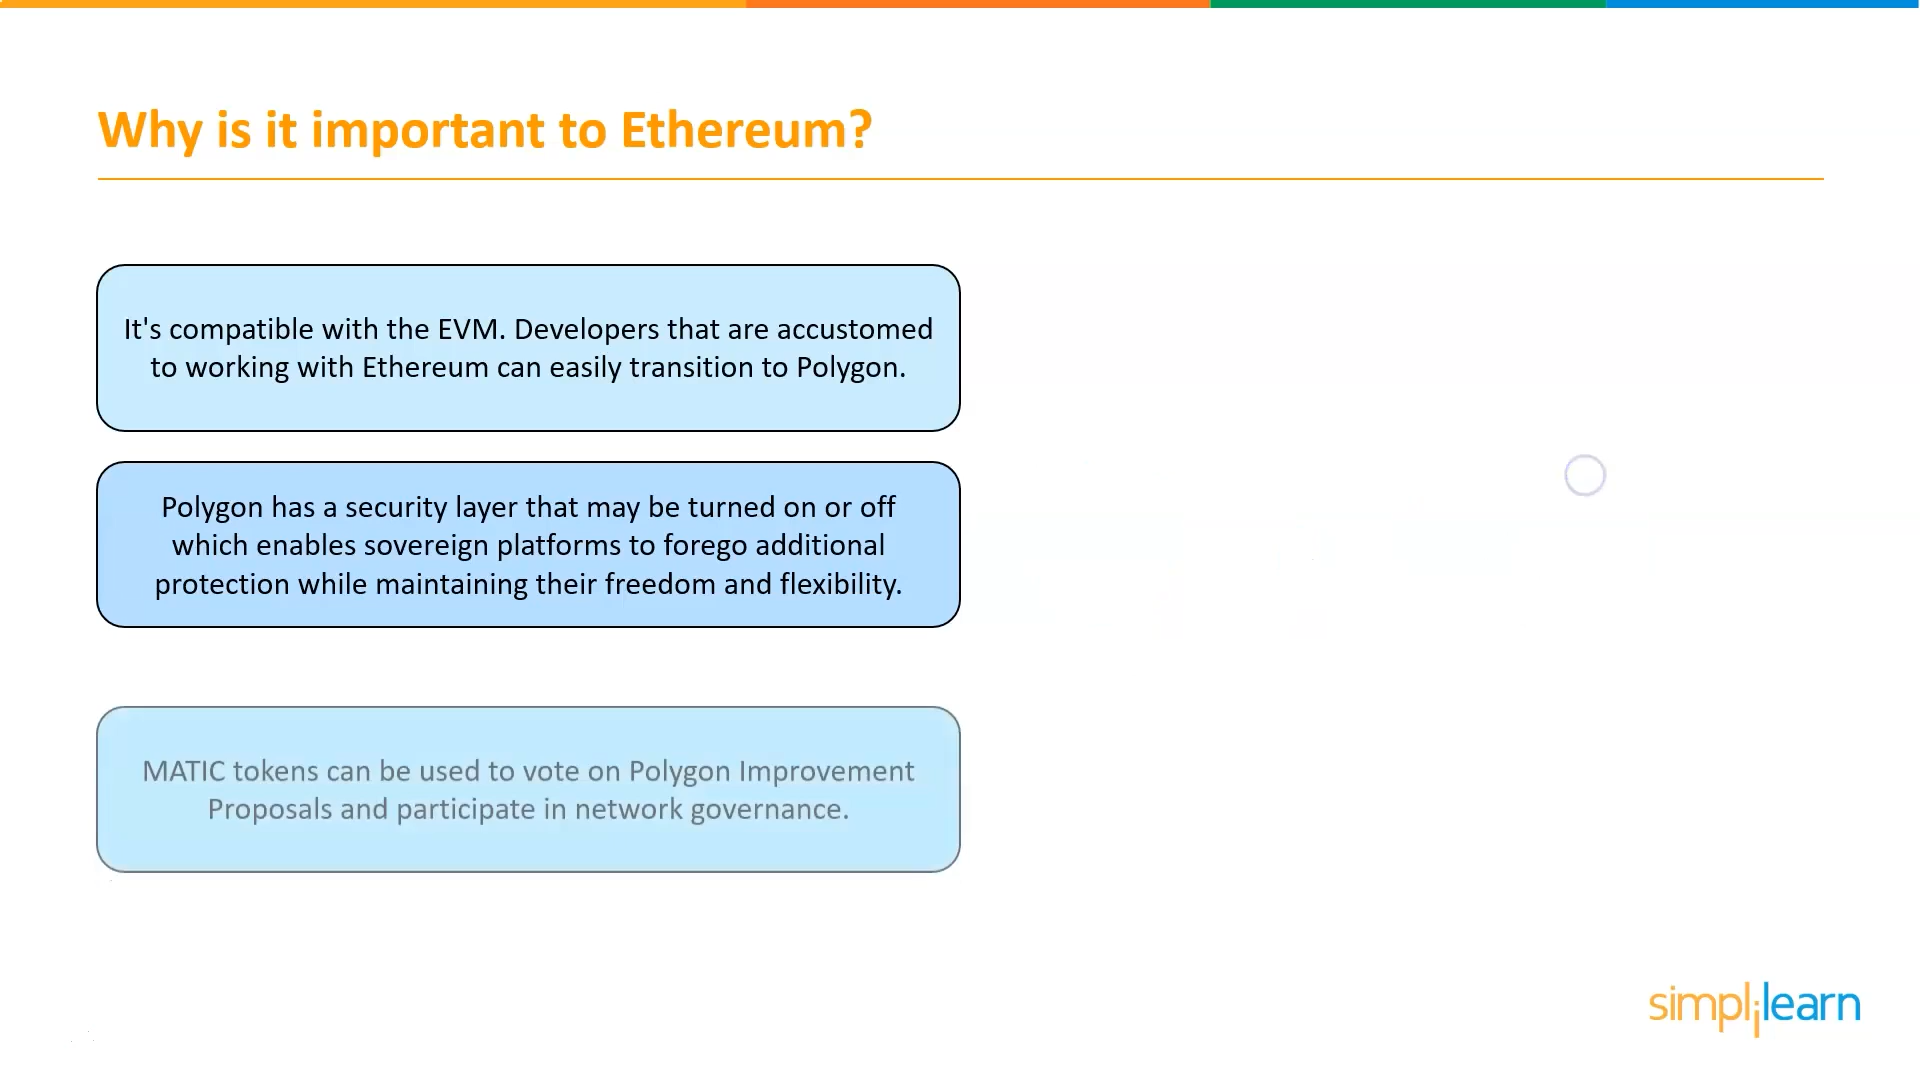 Why is it important to Ethereum?
It's compatible with the EVM. Developers that are accustomed
to working with Ethereum can easily transition to Polygon.
Polygon has a security layer that may be turned on or off
which enables sovereign platforms to forego additional
protection while maintaining their freedom and flexibility.
MATIC tokens can be used to vote on Polygon Improvement
Proposals and participate in network governance.
simplilearn